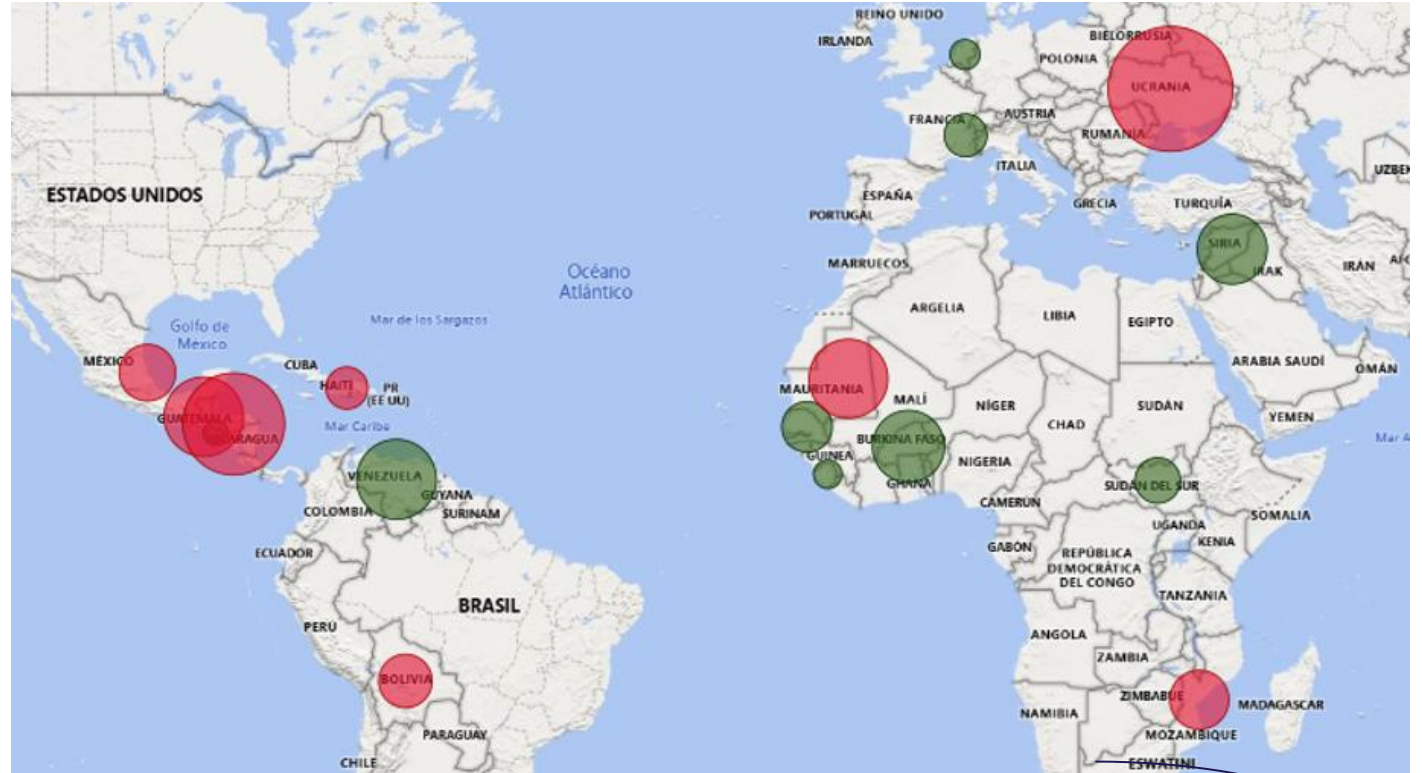 REINO UNIDO
IRLANDA
BIELORRUSIA
POLONIA
UCRANIA
FRANCIA
AUSTRIA
RUMANIA
ITALIA
UZBEK
ESTADOS UNIDOS
ESPAÑA
PORTUGAL
GRECIA
TURQUÍA
SIRIA
IRAK
IRÁN
MARRUECOS
Océano
Atlántico
ARGELIA
LIBIA
EGIPTO
Golfo de
México
Mar de los Sargazos
MÉXICO
CUBA
HAITÍ
PR
(EE UU)
MAURITANIA
MALÍ
NÍGER
SUDÁN
ARABIA SAUDÍ
OMÁN
YEMEN
GUATEMALA
Mar Caribe
CHAD
BURKINA FASO
GUINEA
GHANA
NIGERIA
VENEZUELA
GUYANA
SURINAM
COLOMBIA
CAMERÚN
SUDÁN DEL SUR
SOMALIA
ECUADOR
GABÓN
UGANDA
KENIA
REPÚBLICA
DEMOCRÁTICA
DEL CONGO
BRASIL
TANZANIA
PERÚ
ANGOLA
ZAMBIA
BOLIVIA
ZIMBABUE
MADAGASCAR
NAMIBIA
MOZAMBIQUE
PARAGUAY
CHILE
ESWATINI